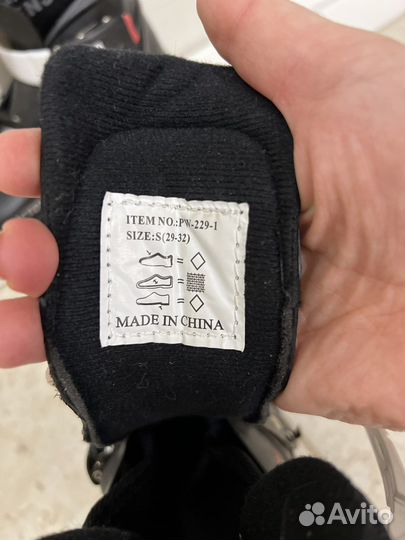 ITEM NO.:PW-229-1
SIZE:S(29-32)
MADE IN CHINA
Avito